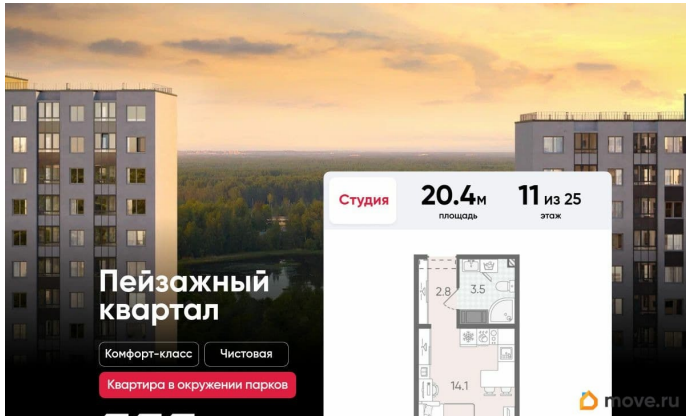 Студия
20.4м
площадь
11 из 25
этаж
2.8
3.5
14.1
Пейзажный
квартал
Комфорт-класс
Чистовая
Квартира в окружении парков
move.ru